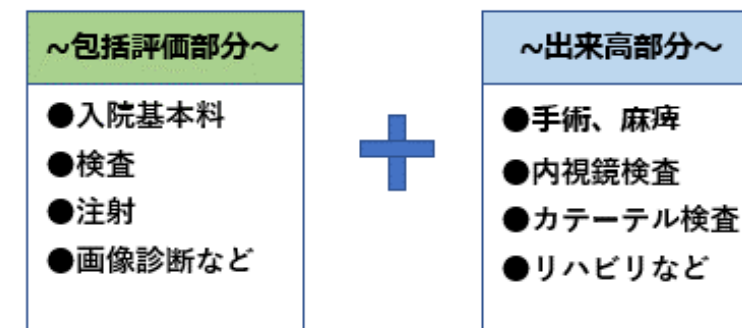 ~包括評価部分～
●入院基本料
●検査
●注射
●画像診断など
~出来高部分～
●手術、麻痺
●内視鏡検査
●カテーテル検査
●リハビリなど